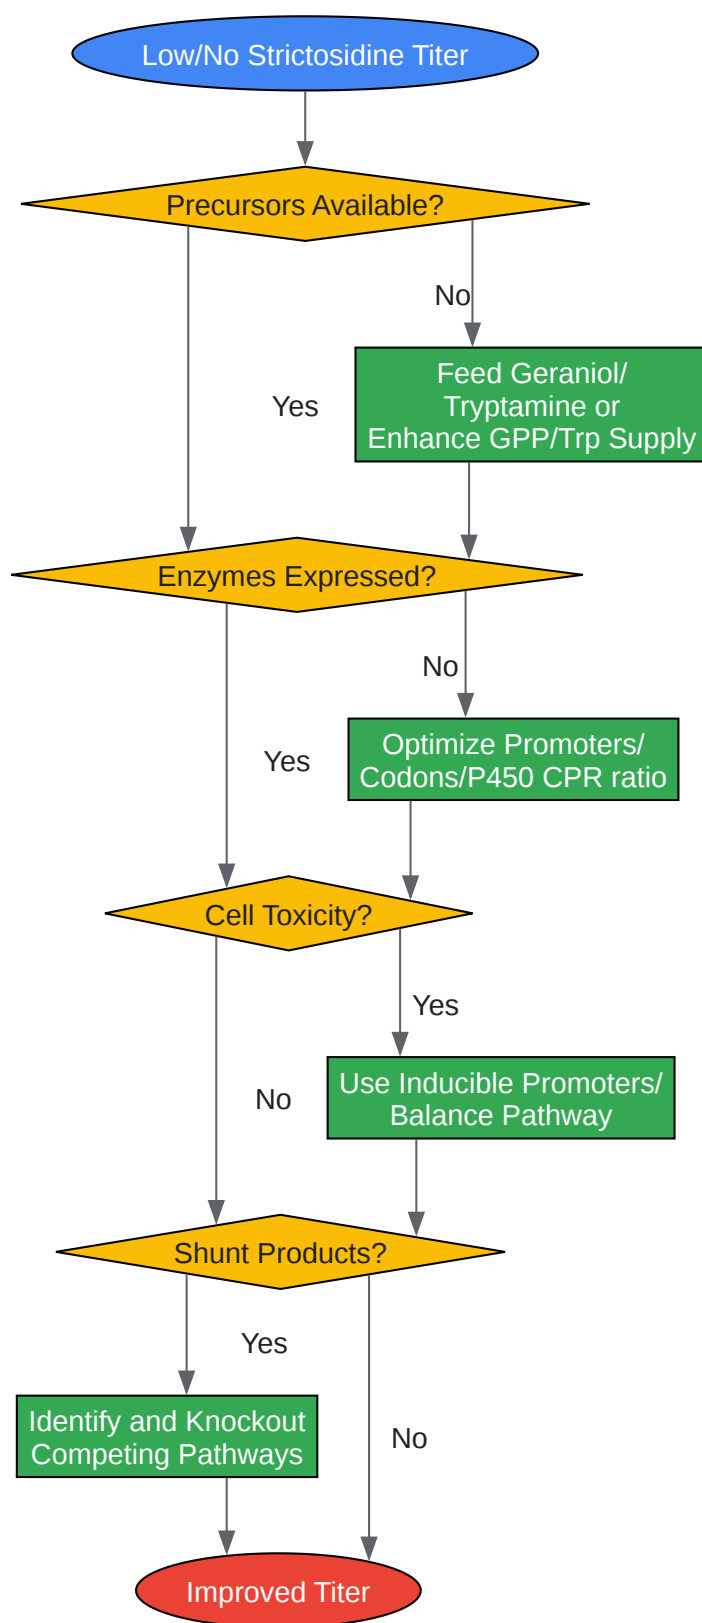 Low/No Strictosidine Titer
Precursors Available?
No
Feed Geraniol/
Tryptamine or
Enhance GPP/Trp Supply
Yes
Enzymes Expressed?
No
Optimize Promoters/
Codons/P450 CPR ratio
Yes
Cell Toxicity?
Yes
Use Inducible Promoters/
Balance Pathway
No
Shunt Products?
Yes
Identify and Knockout
Competing Pathways
No
Improved Titer